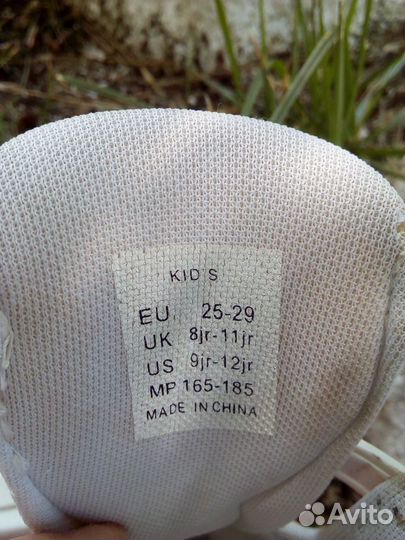 KID'S
EU 25-29
UK 8jr-11jr
US 9jr-12jr
MP 165-185
MADE IN CHINA
Avito